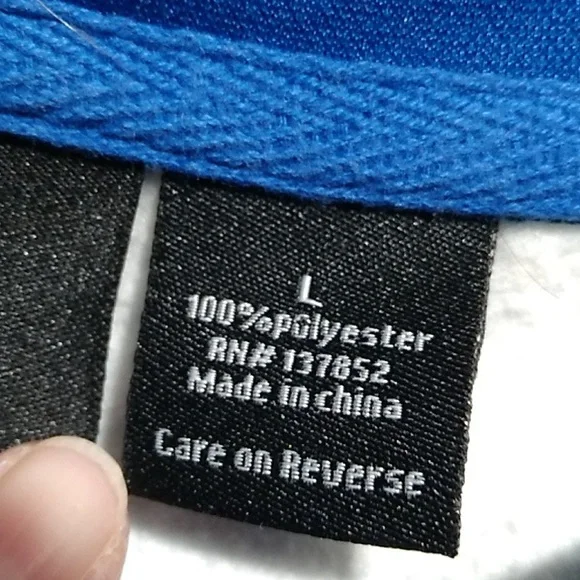 L
100%polyester
RN# 137852
Made in china
Care on Reverse